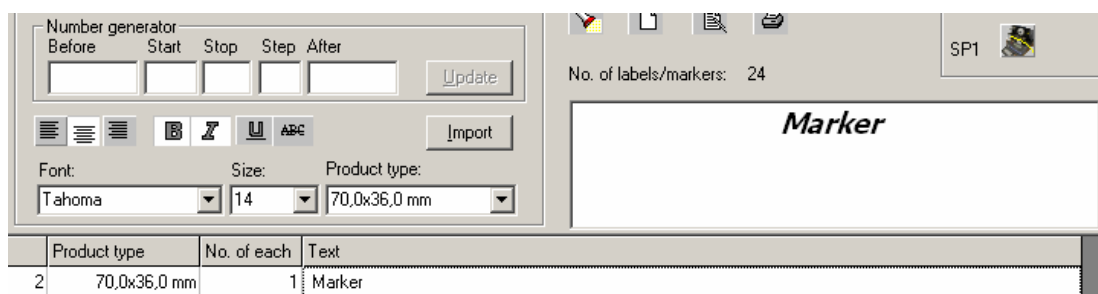 Number generator
Before Start Stop Step After
Update
No. of labels/markers: 24
SP1
B I U ABC
Import
Marker
Font: Size: Product type:
Tahoma 14 70,0x36,0 mm
Product type No. of each Text
2 70,0x36,0 mm 1 Marker